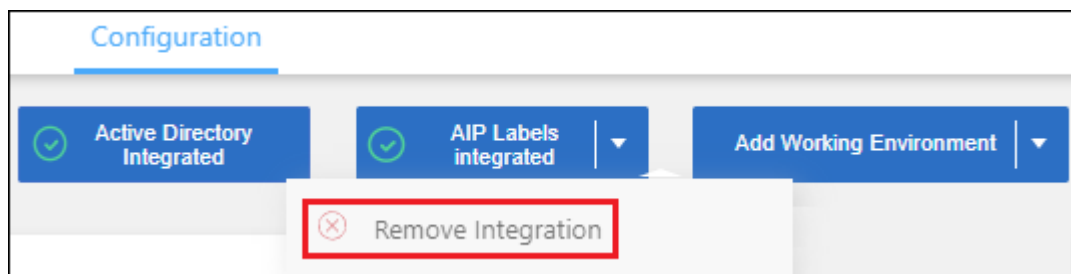 Configuration
Active Directory
Integrated
AIP Labels
integrated
Add Working Environment
Remove Integration